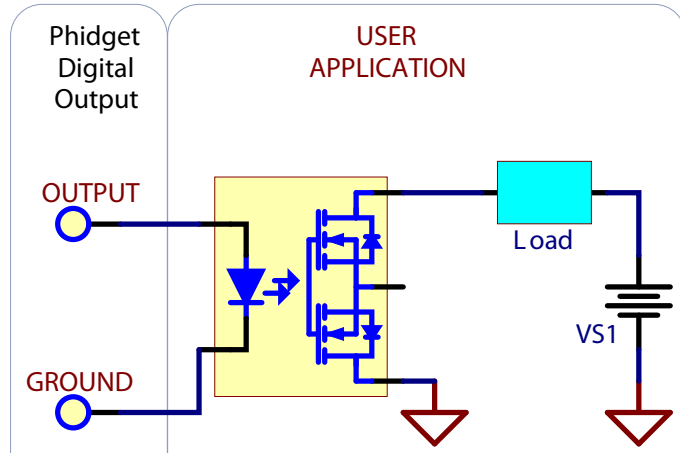 Phidget
Digital
Output
USER
APPLICATION
OUTPUT
Load
VS1
GROUND